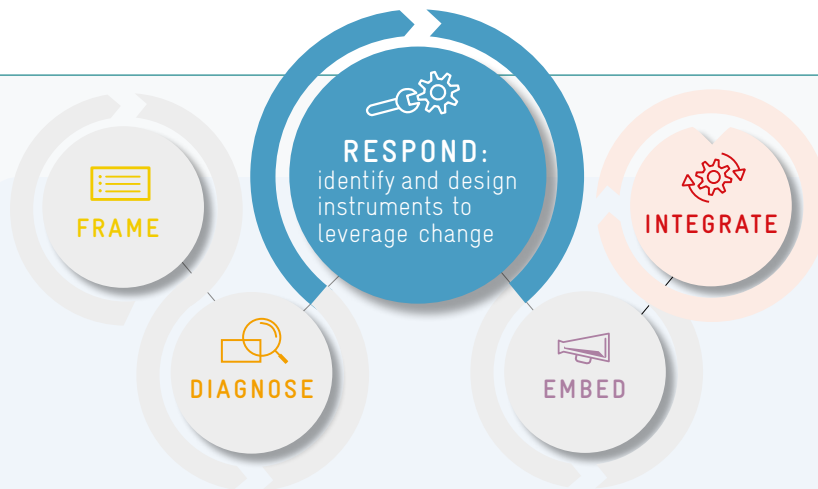 FRAME
DIAGNOSE
RESPOND:
identify and design
instruments to
leverage change
EMBED
INTEGRATE